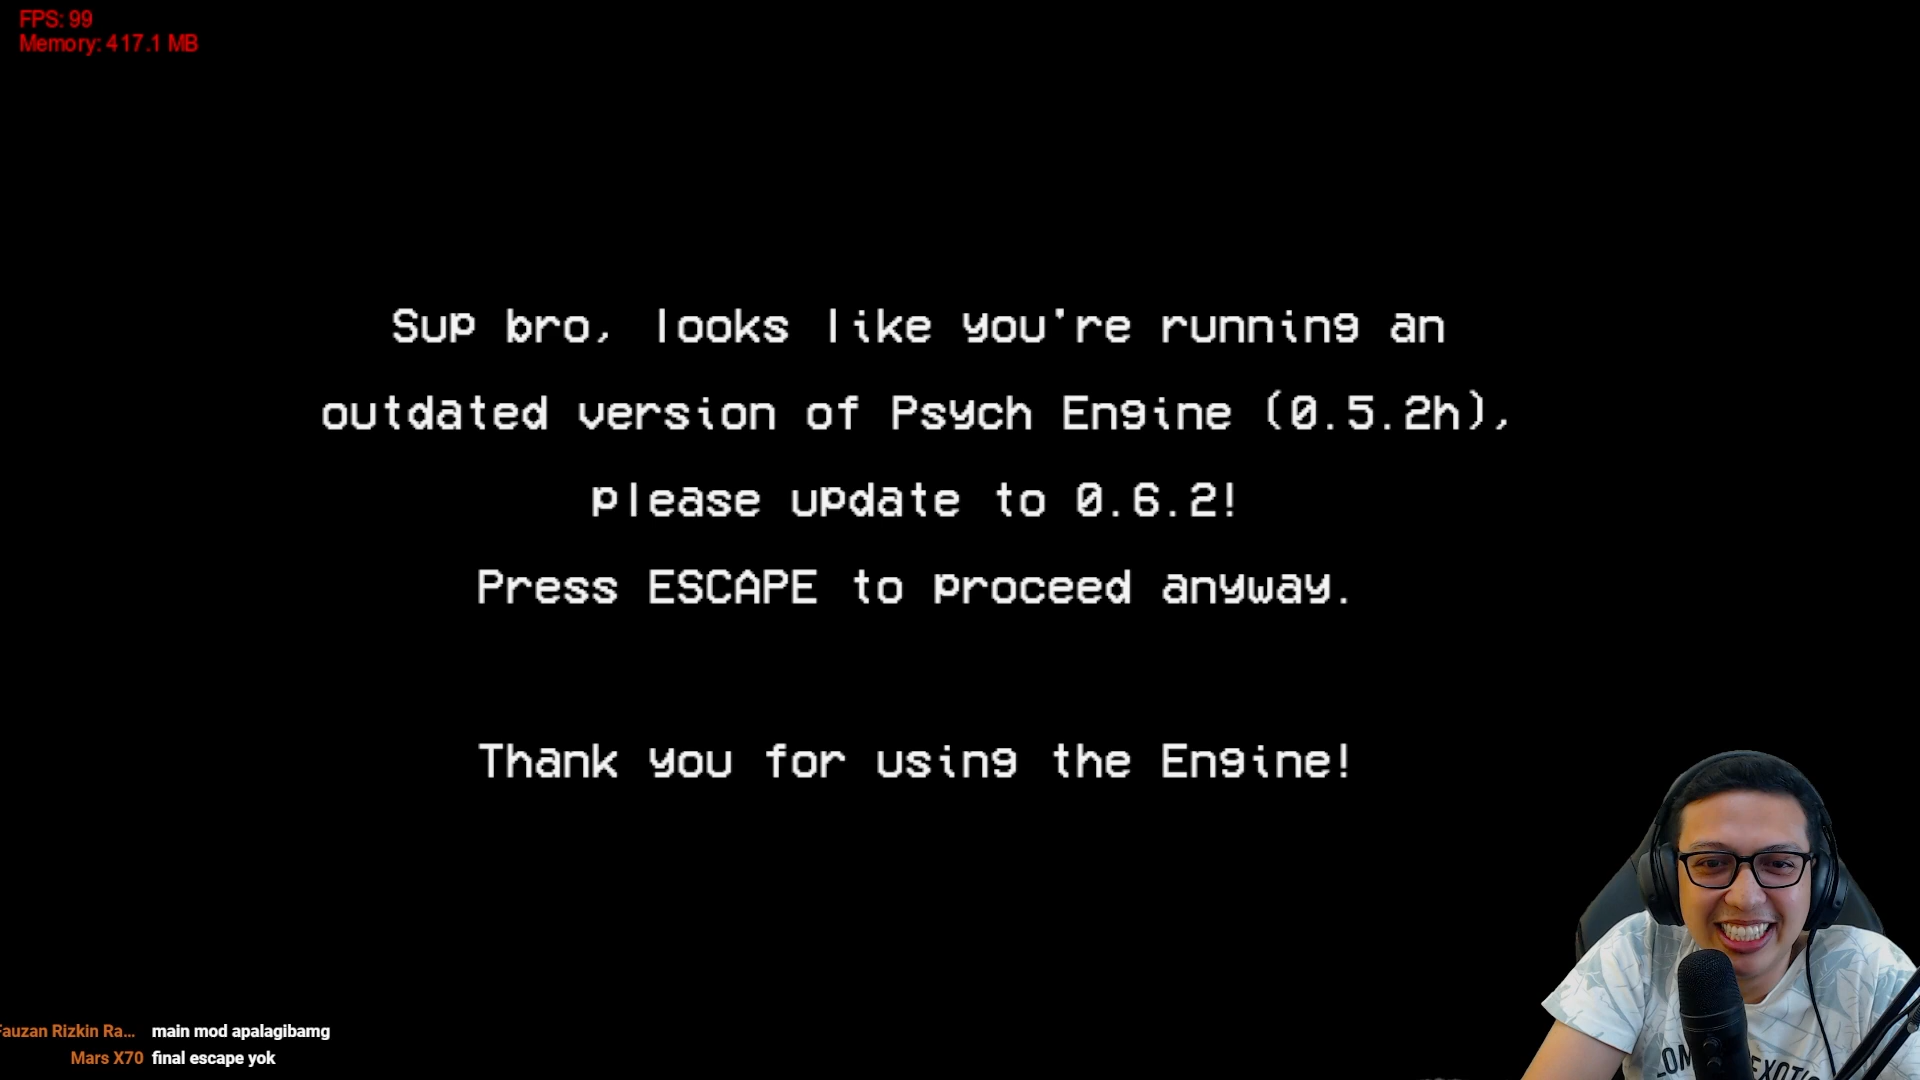 FPS: 99
Memory: 417.1 MB
Sup bro, looks like you're running an
outdated version of Psych Engine (0.5.2h),
please update to 0.6.2!
Press ESCAPE to proceed anyway.
Thank you for using the Engine!
Fauzan Rizkin Ra... main mod apalagibamg
Mars X70 final escape yok